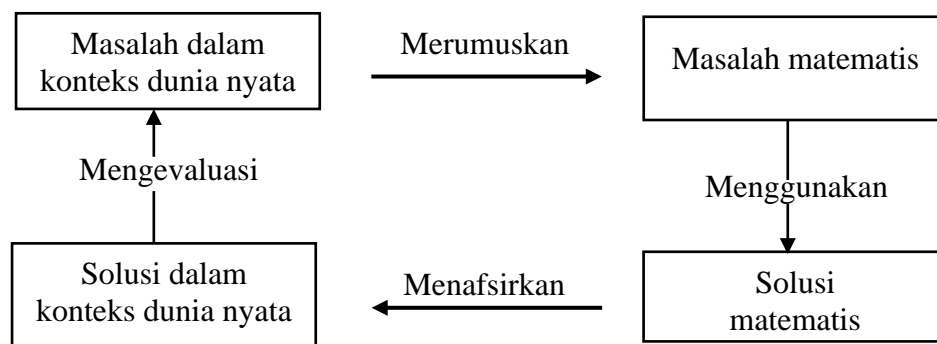 Masalah dalam
konteks dunia nyata
Merumuskan
Masalah matematis
Mengevaluasi
Menggunakan
Solusi dalam
konteks dunia nyata
Menafsirkan
Solusi
matematis